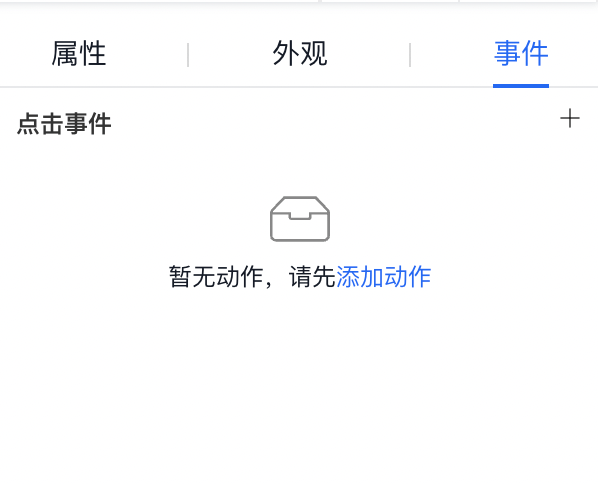 属性 外观 事件
点击事件
暂无动作，请先添加动作